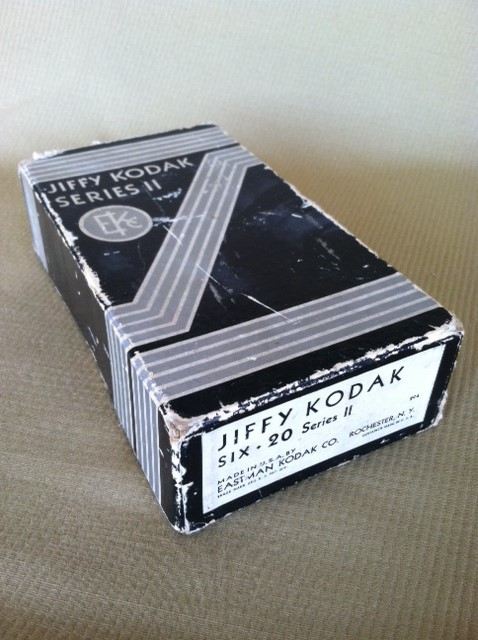 JIFFY KODAK
SERIES II
EKC
JIFFY KODAK
SIX-20 Series II
MADE IN U.S.A. BY
EASTMAN KODAK CO. ROCHESTER, N.Y.